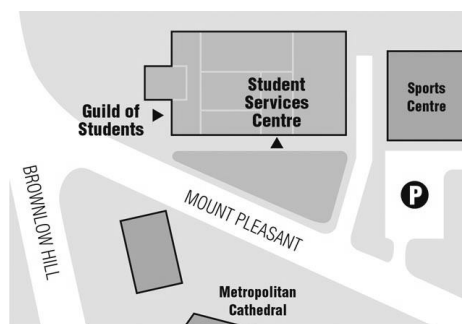 Student
Services
Centre
Sports
Centre
Guild of
Students
P
BROWNLOW HILL
MOUNT PLEASANT
Metropolitan
Cathedral